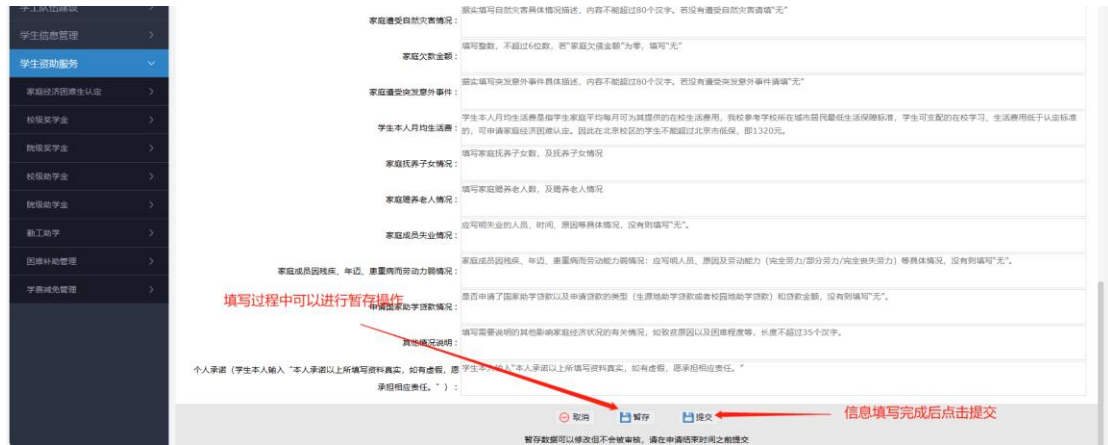 学工队伍建设
学生信息管理
学生资助服务
家庭经济困难生认定
校级奖学金
院级奖学金
校级助学金
院级助学金
勤工助学
困难补助管理
学费减免管理
家庭遭受自然灾害情况：
据实填写自然灾害具体情况描述，内容不能超过80个汉字。若没有遭受自然灾害请填"无"
家庭欠款金额：
填写整数，不超过6位数，若"家庭欠债金额"为零，填写"无"
家庭遭受突发意外事件：
据实填写突发意外事件具体描述，内容不能超过80个汉字。若没有遭受突发意外事件请填"无"
学生本人月均生活费：
学生本人月均生活费是指学生家庭平均每月可为其提供的在校生活费用，我校参考学校所在城市居民最低生活保障标准，学生可支配的在校学习、生活费用低于认定标准
的，可申请家庭经济困难认定。因此在北京校区的学生不能超过北京市低保，即1320元。
家庭抚养子女情况：
填写家庭抚养子女数，及抚养子女情况
家庭赡养老人情况：
填写家庭赡养老人数，及赡养老人情况
家庭成员失业情况：
应写明失业的人员、时间、原因等具体情况，没有则填写"无"。
家庭成员因残疾、年迈、患重病而劳动力弱情况：
家庭成员因残疾、年迈、患重病而劳动能力弱情况：应写明人员、原因及劳动能力（完全劳力/部分劳力/完全丧失劳力）等具体情况，没有则填写"无"。
填写过程中可以进行暂存操作
申请国家助学贷款情况：
是否申请了国家助学贷款以及申请贷款的类型（生源地助学贷款或者校园地助学贷款）和贷款金额，没有则填写"无"。
其他情况说明：
填写需要说明的其他影响家庭经济状况的有关情况，如致贫原因以及困难程度等，长度不超过35个汉字。
个人承诺（学生本人输入"本人承诺以上所填写资料真实，如有虚假，愿
承担相应责任。"）：
学生本人输入"本人承诺以上所填写资料真实，如有虚假，愿承担相应责任。"
取消
暂存
提交
信息填写完成后点击提交
暂存数据可以修改但不会被审核，请在申请结束时间之前提交